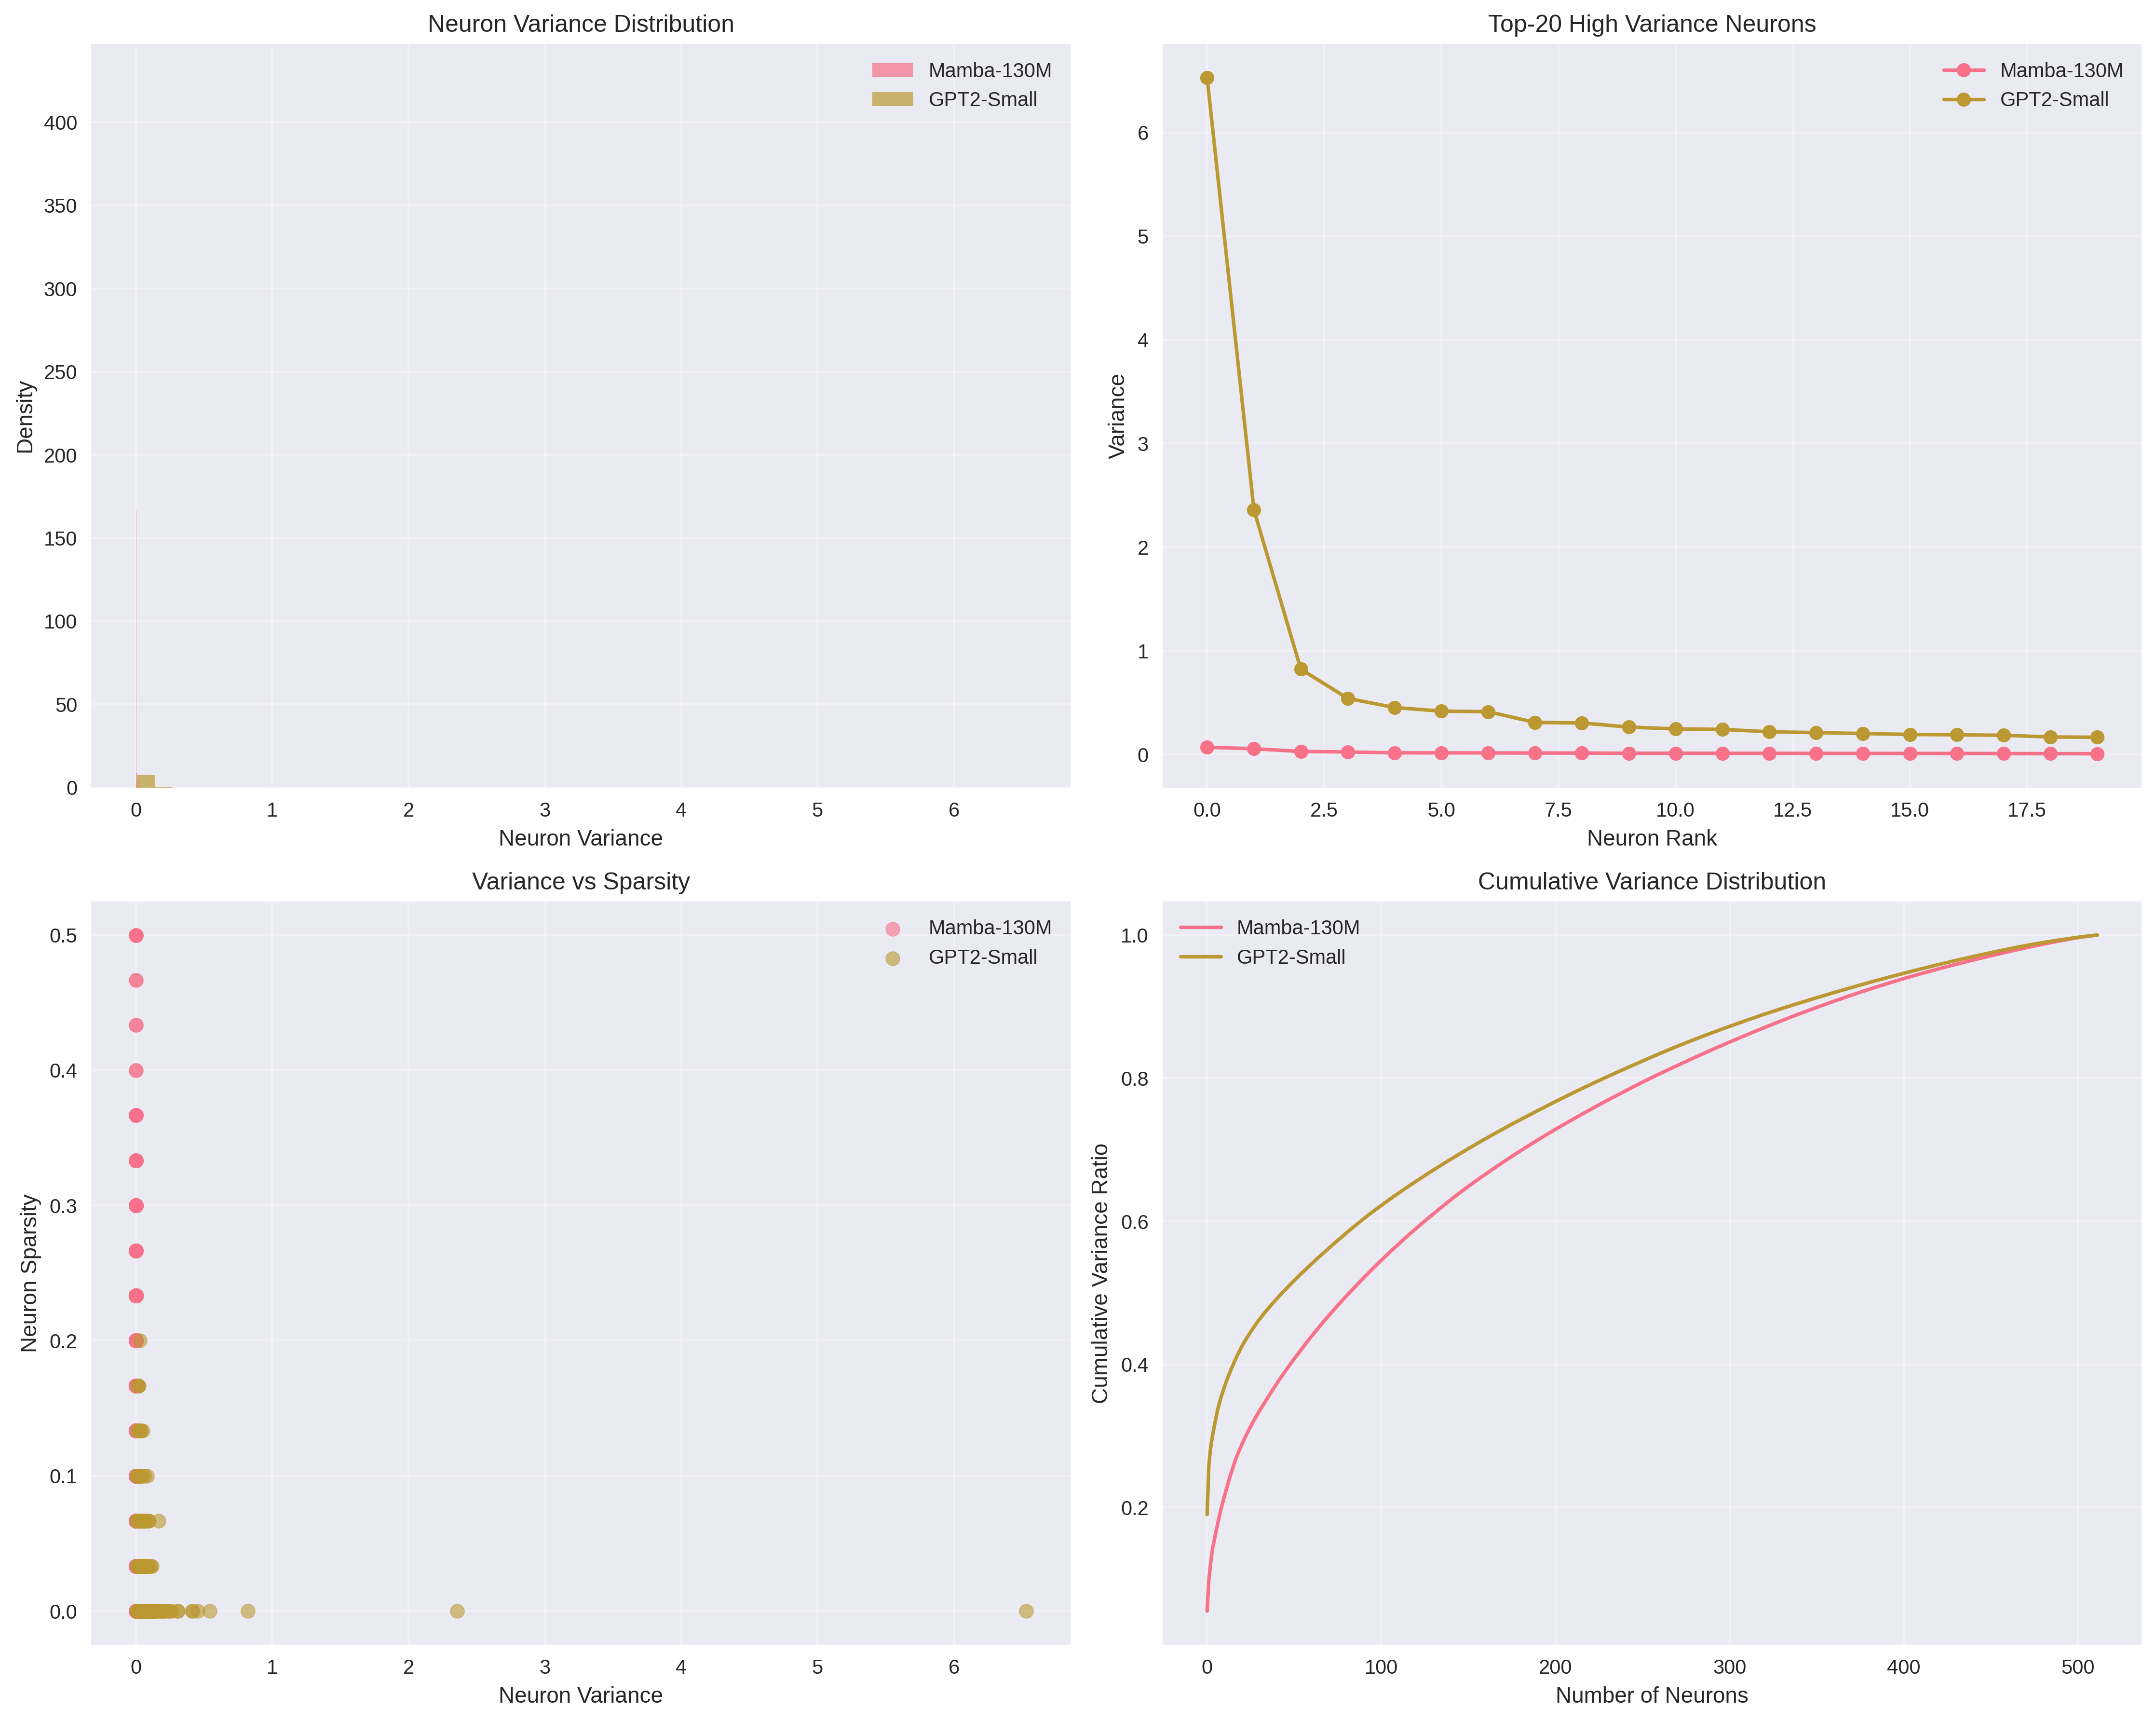 Neuron Variance Distribution
Mamba-130M
GPT2-Small
Density
400
350
300
250
200
150
100
50
0
0 1 2 3 4 5 6
Neuron Variance
Top-20 High Variance Neurons
Mamba-130M
GPT2-Small
Variance
6
5
4
3
2
1
0
0.0 2.5 5.0 7.5 10.0 12.5 15.0 17.5
Neuron Rank
Variance vs Sparsity
Mamba-130M
GPT2-Small
Neuron Sparsity
0.5
0.4
0.3
0.2
0.1
0.0
0 1 2 3 4 5 6
Neuron Variance
Cumulative Variance Distribution
Mamba-130M
GPT2-Small
Cumulative Variance Ratio
1.0
0.8
0.6
0.4
0.2
0 100 200 300 400 500
Number of Neurons